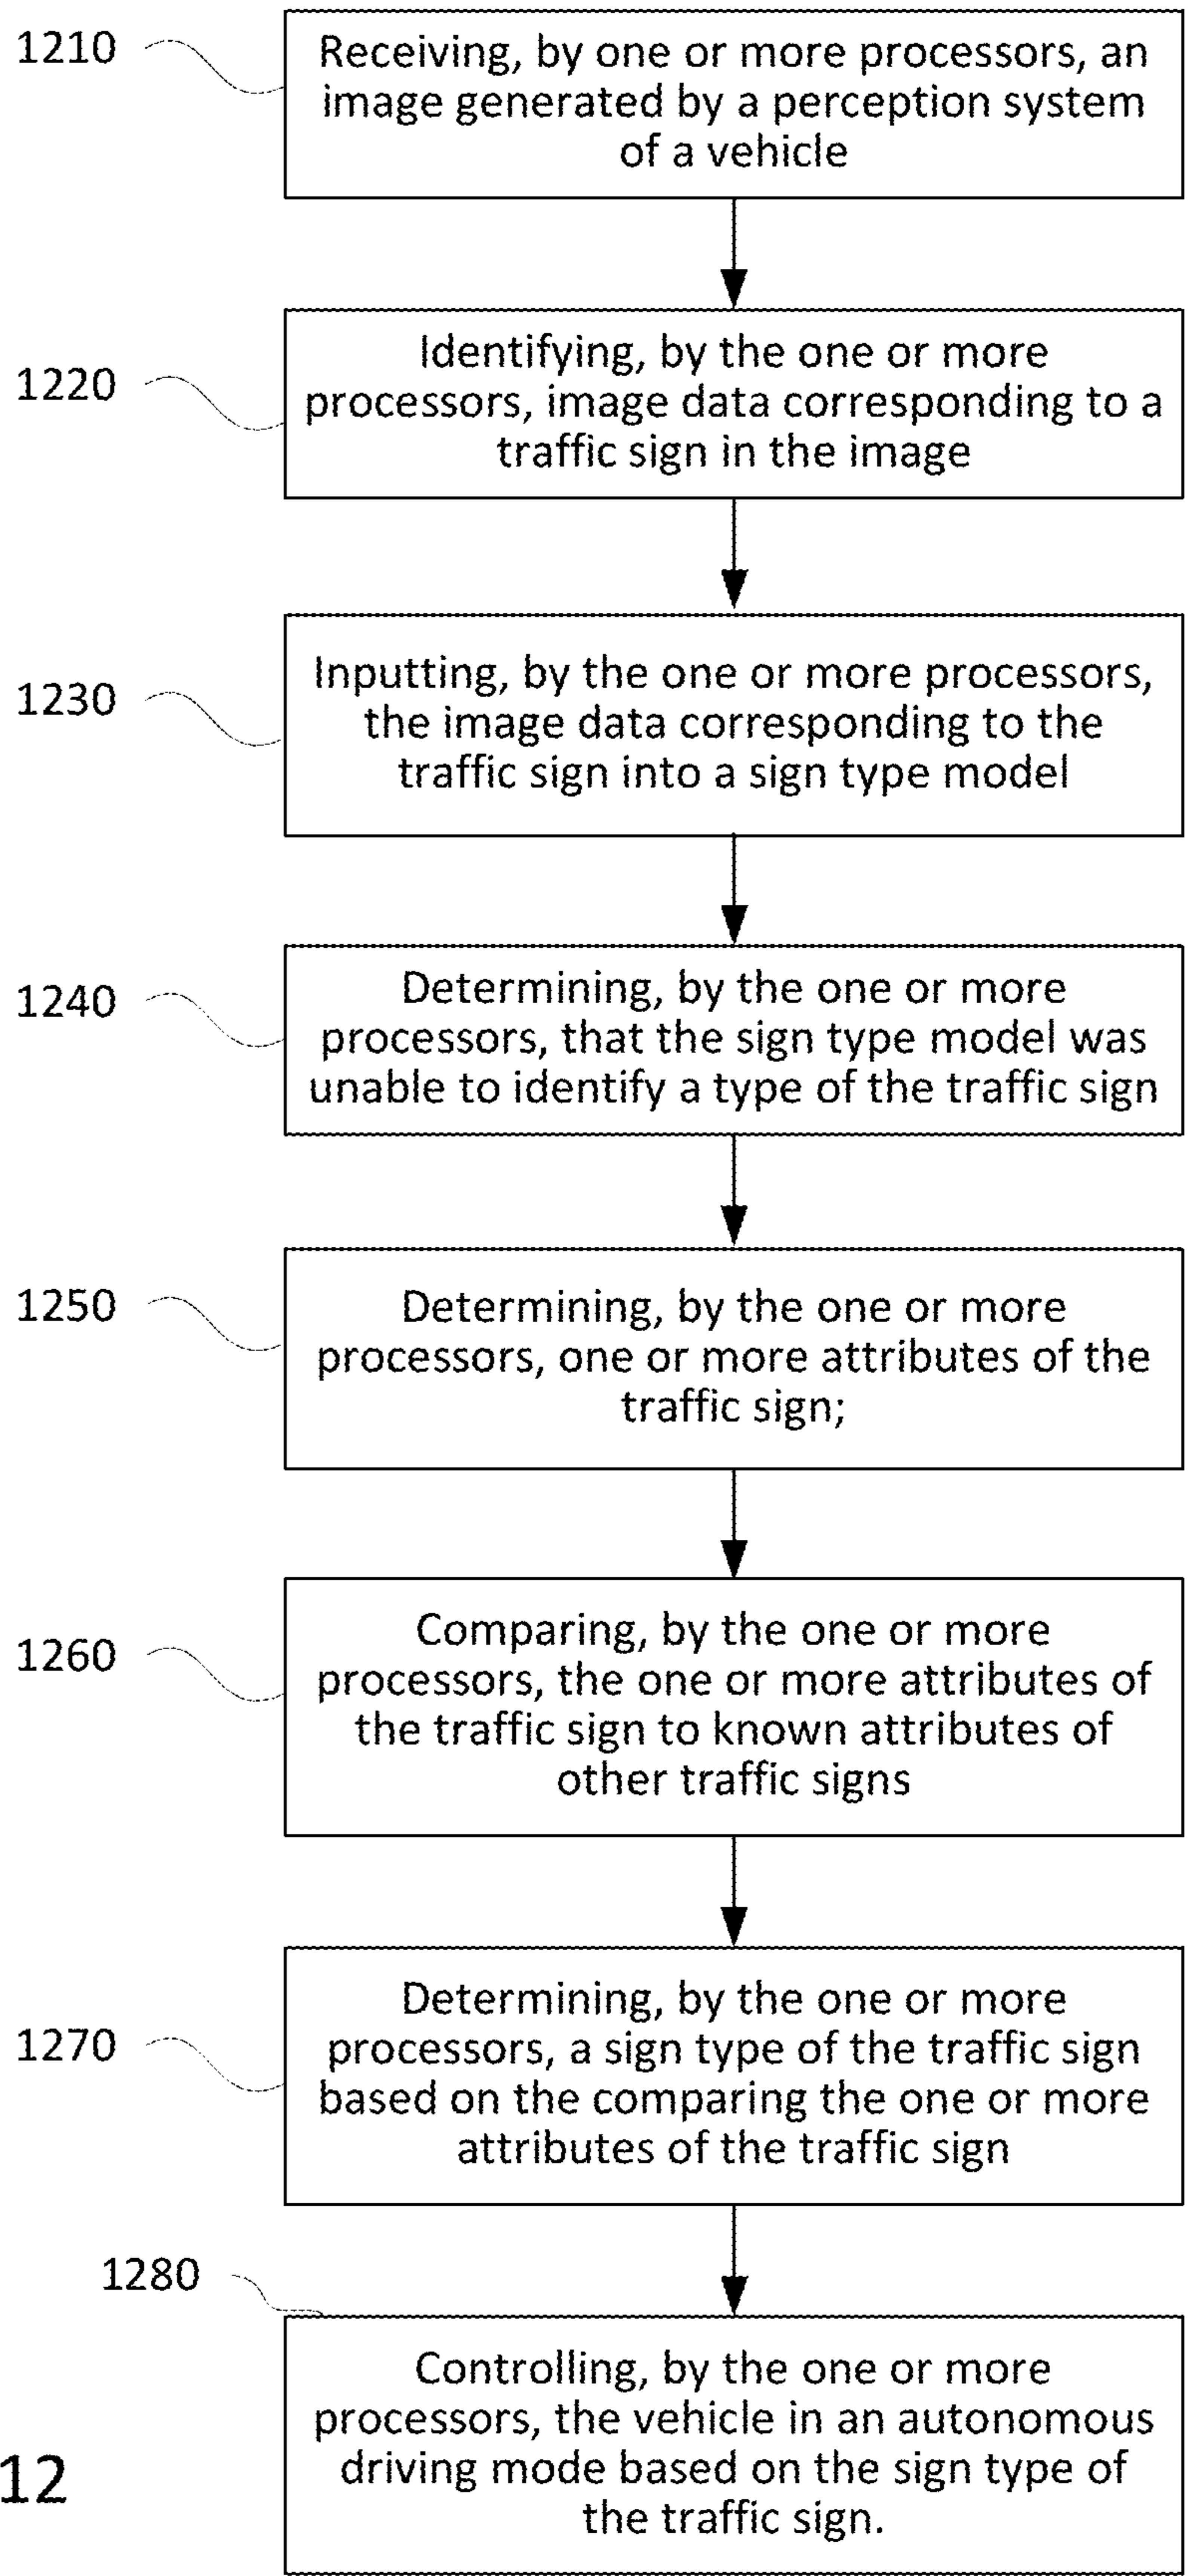 1210
Receiving, by one or more processors, an
image generated by a perception system
of a vehicle
1220
Identifying, by the one or more
processors, image data corresponding to a
traffic sign in the image
1230
Inputting, by the one or more processors,
the image data corresponding to the
traffic sign into a sign type model
1240
Determining, by the one or more
processors, that the sign type model was
unable to identify a type of the traffic sign
1250
Determining, by the one or more
processors, one or more attributes of the
traffic sign;
1260
Comparing, by the one or more
processors, the one or more attributes of
the traffic sign to known attributes of
other traffic signs
1270
Determining, by the one or more
processors, a sign type of the traffic sign
based on the comparing the one or more
attributes of the traffic sign
1280
Controlling, by the one or more
processors, the vehicle in an autonomous
driving mode based on the sign type of
the traffic sign.
12